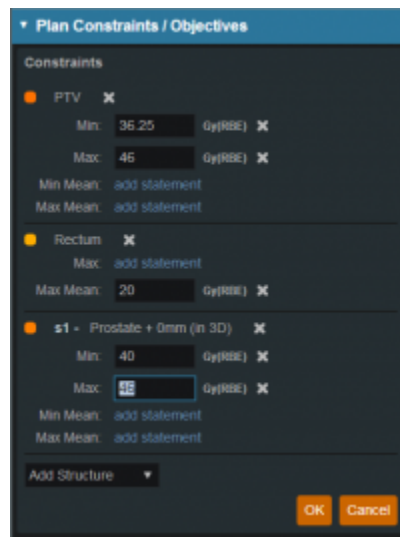 Plan Constraints / Objectives
Constraints
PTV
Min: 36.25 Gy(RBE)
Max: 46 Gy(RBE)
Min Mean: add statement
Max Mean: add statement
Rectum
Max: add statement
Max Mean: 20 Gy(RBE)
s1 - Prostate + 0mm (in 3D)
Min: 40 Gy(RBE)
Max: 46 Gy(RBE)
Min Mean: add statement
Max Mean: add statement
Add Structure
OK Cancel